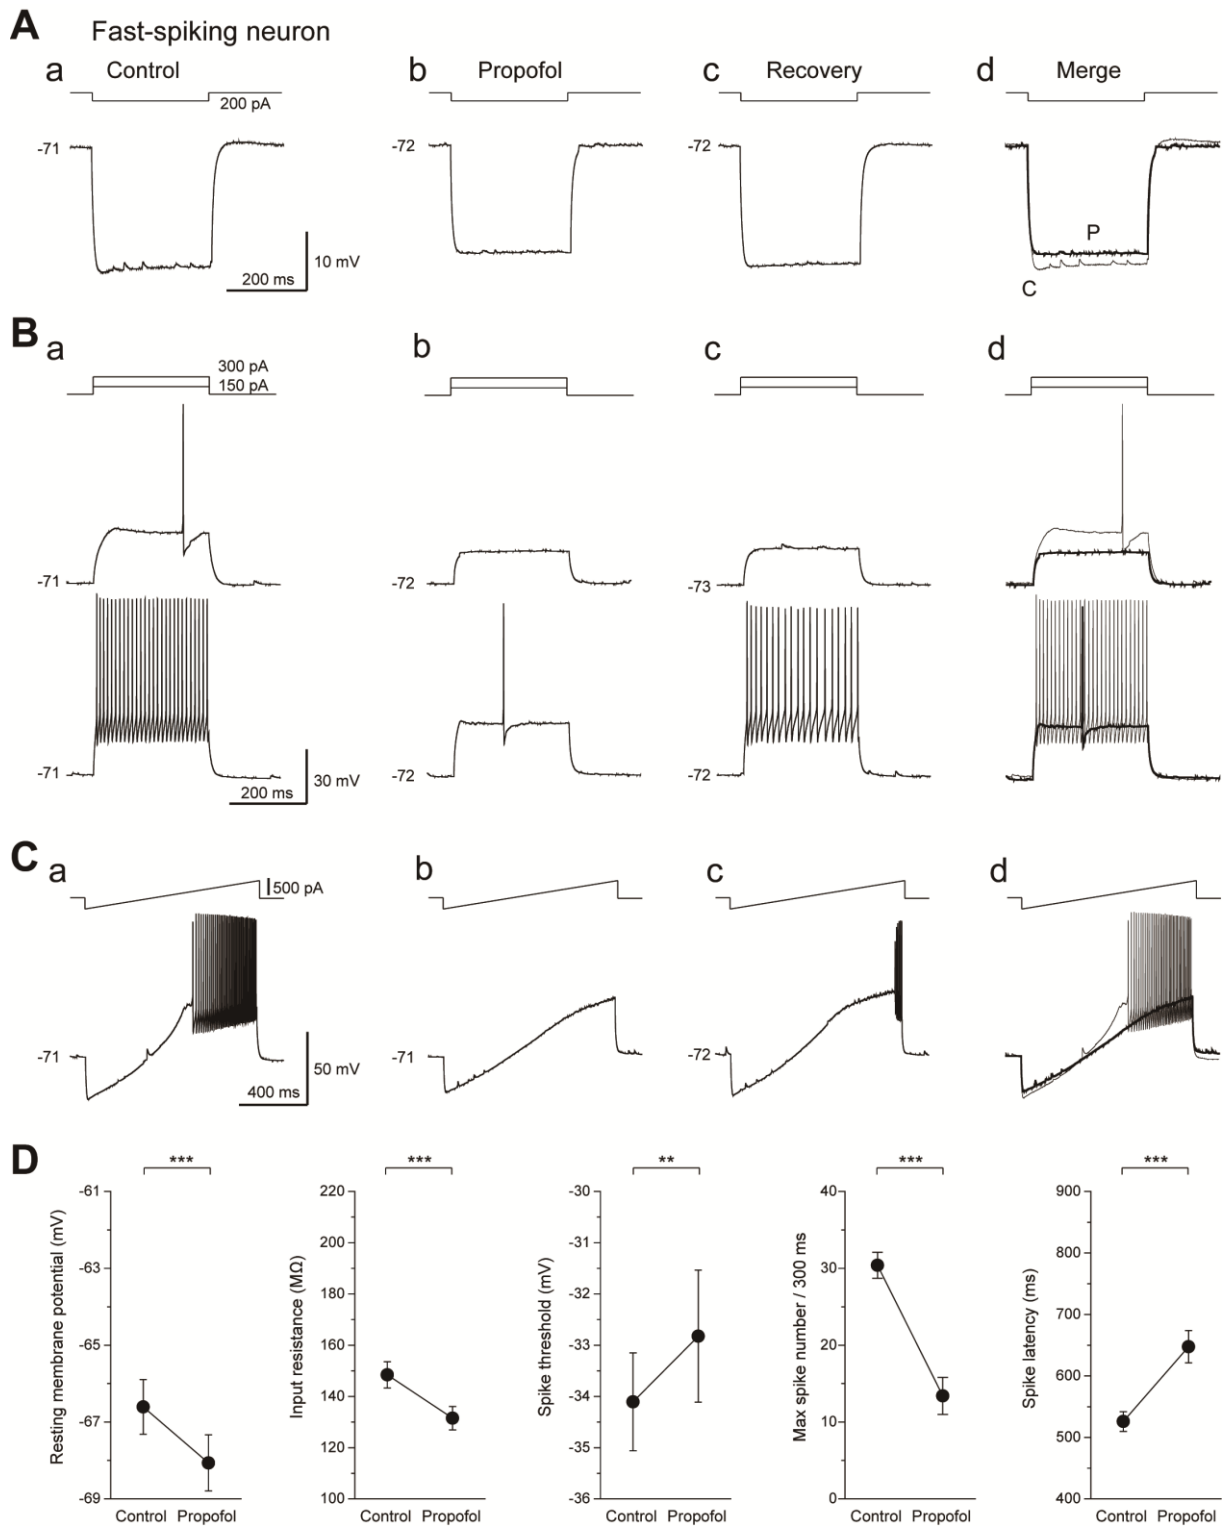 A Fast-spiking neuron
a Control b Propofol c Recovery d Merge
200 pA
-71 -72 -72
P
10 mV
200 ms
C
B
a b c d
300 pA
150 pA
-71 -72 -73
-71 -72 -72
30 mV
200 ms
C
a b c d
500 pA
-71 -71 -72
50 mV
400 ms
D
*** *** ** *** ***
Resting membrane potential (mV)
-61
-63
-65
-67
-69
Control Propofol
Input resistance (MΩ)
220
200
180
160
140
120
100
Control Propofol
Spike threshold (mV)
-30
-31
-32
-33
-34
-35
-36
Control Propofol
Max spike number / 300 ms
40
30
20
10
0
Control Propofol
Spike latency (ms)
900
800
700
600
500
400
Control Propofol